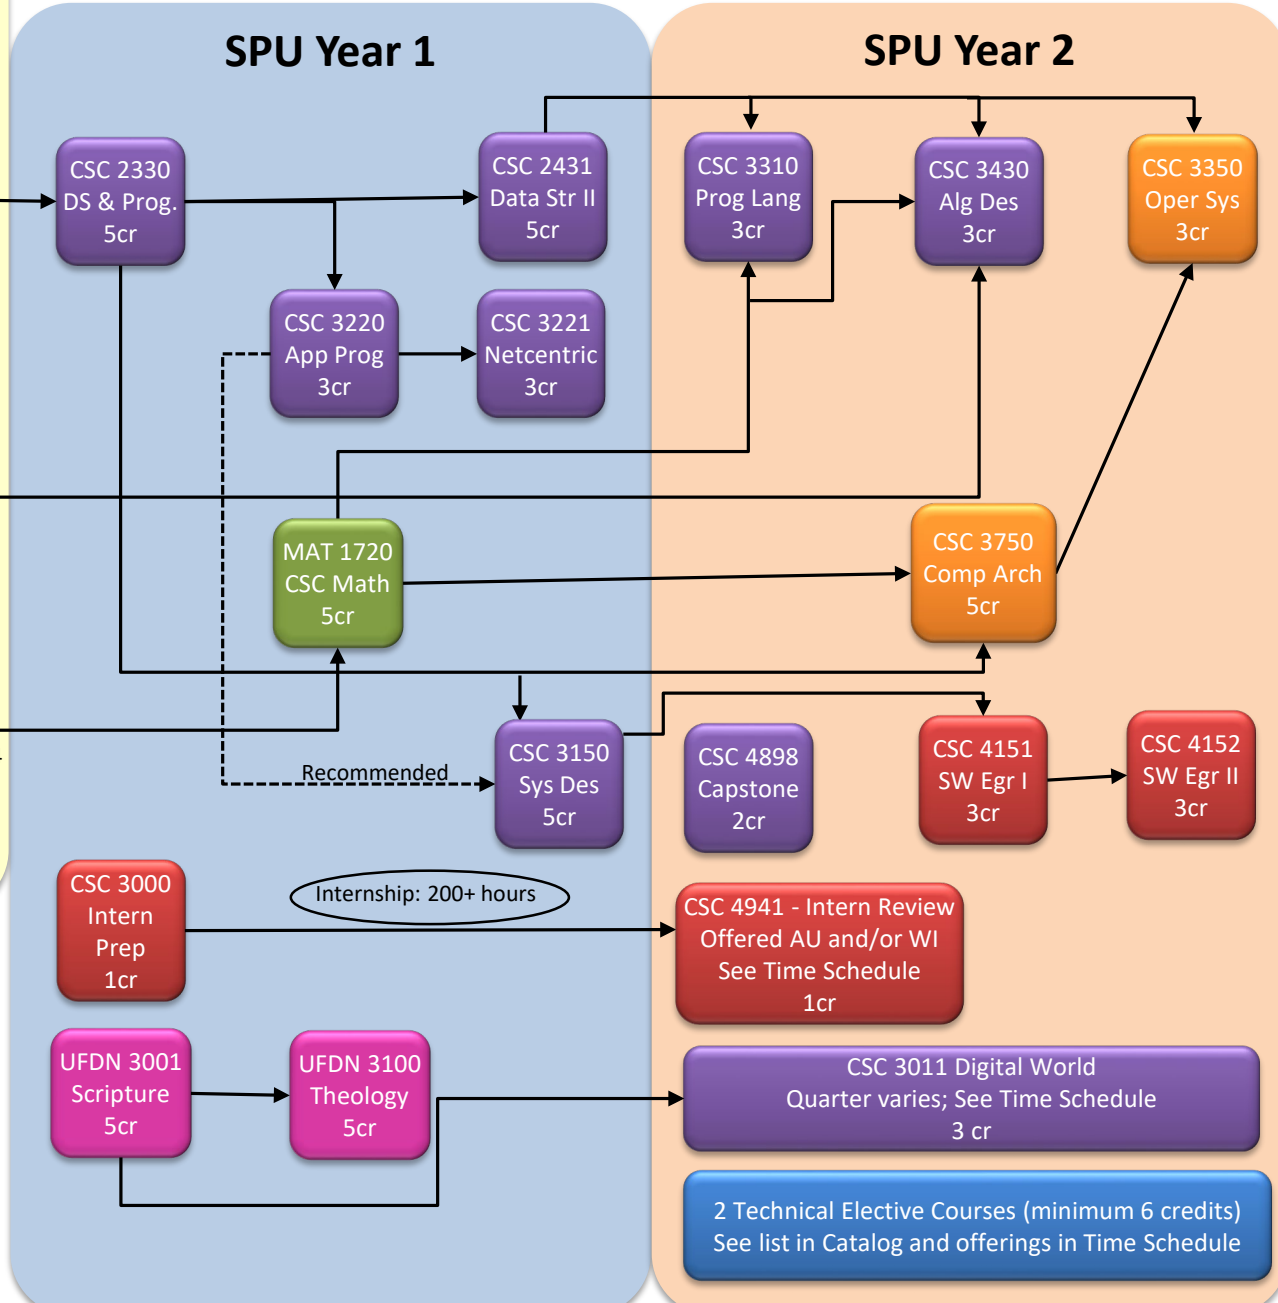 SPU Year 1
SPU Year 2
CSC 2330
DS & Prog.
5cr
CSC 2431
Data Str II
5cr
CSC 3310
Prog Lang
3cr
CSC 3430
Alg Des
3cr
CSC 3350
Oper Sys
3cr
CSC 3220
App Prog
3cr
CSC 3221
Netcentric
3cr
MAT 1720
CSC Math
5cr
CSC 3750
Comp Arch
5cr
Recommended
CSC 3150
Sys Des
5cr
CSC 4898
Capstone
2cr
CSC 4151
SW Egr I
3cr
CSC 4152
SW Egr II
3cr
CSC 3000
Intern
Prep
1cr
Internship: 200+ hours
CSC 4941 - Intern Review
Offered AU and/or WI
See Time Schedule
1cr
UFDN 3001
Scripture
5cr
UFDN 3100
Theology
5cr
CSC 3011 Digital World
Quarter varies; See Time Schedule
3 cr
2 Technical Elective Courses (minimum 6 credits)
See list in Catalog and offerings in Time Schedule